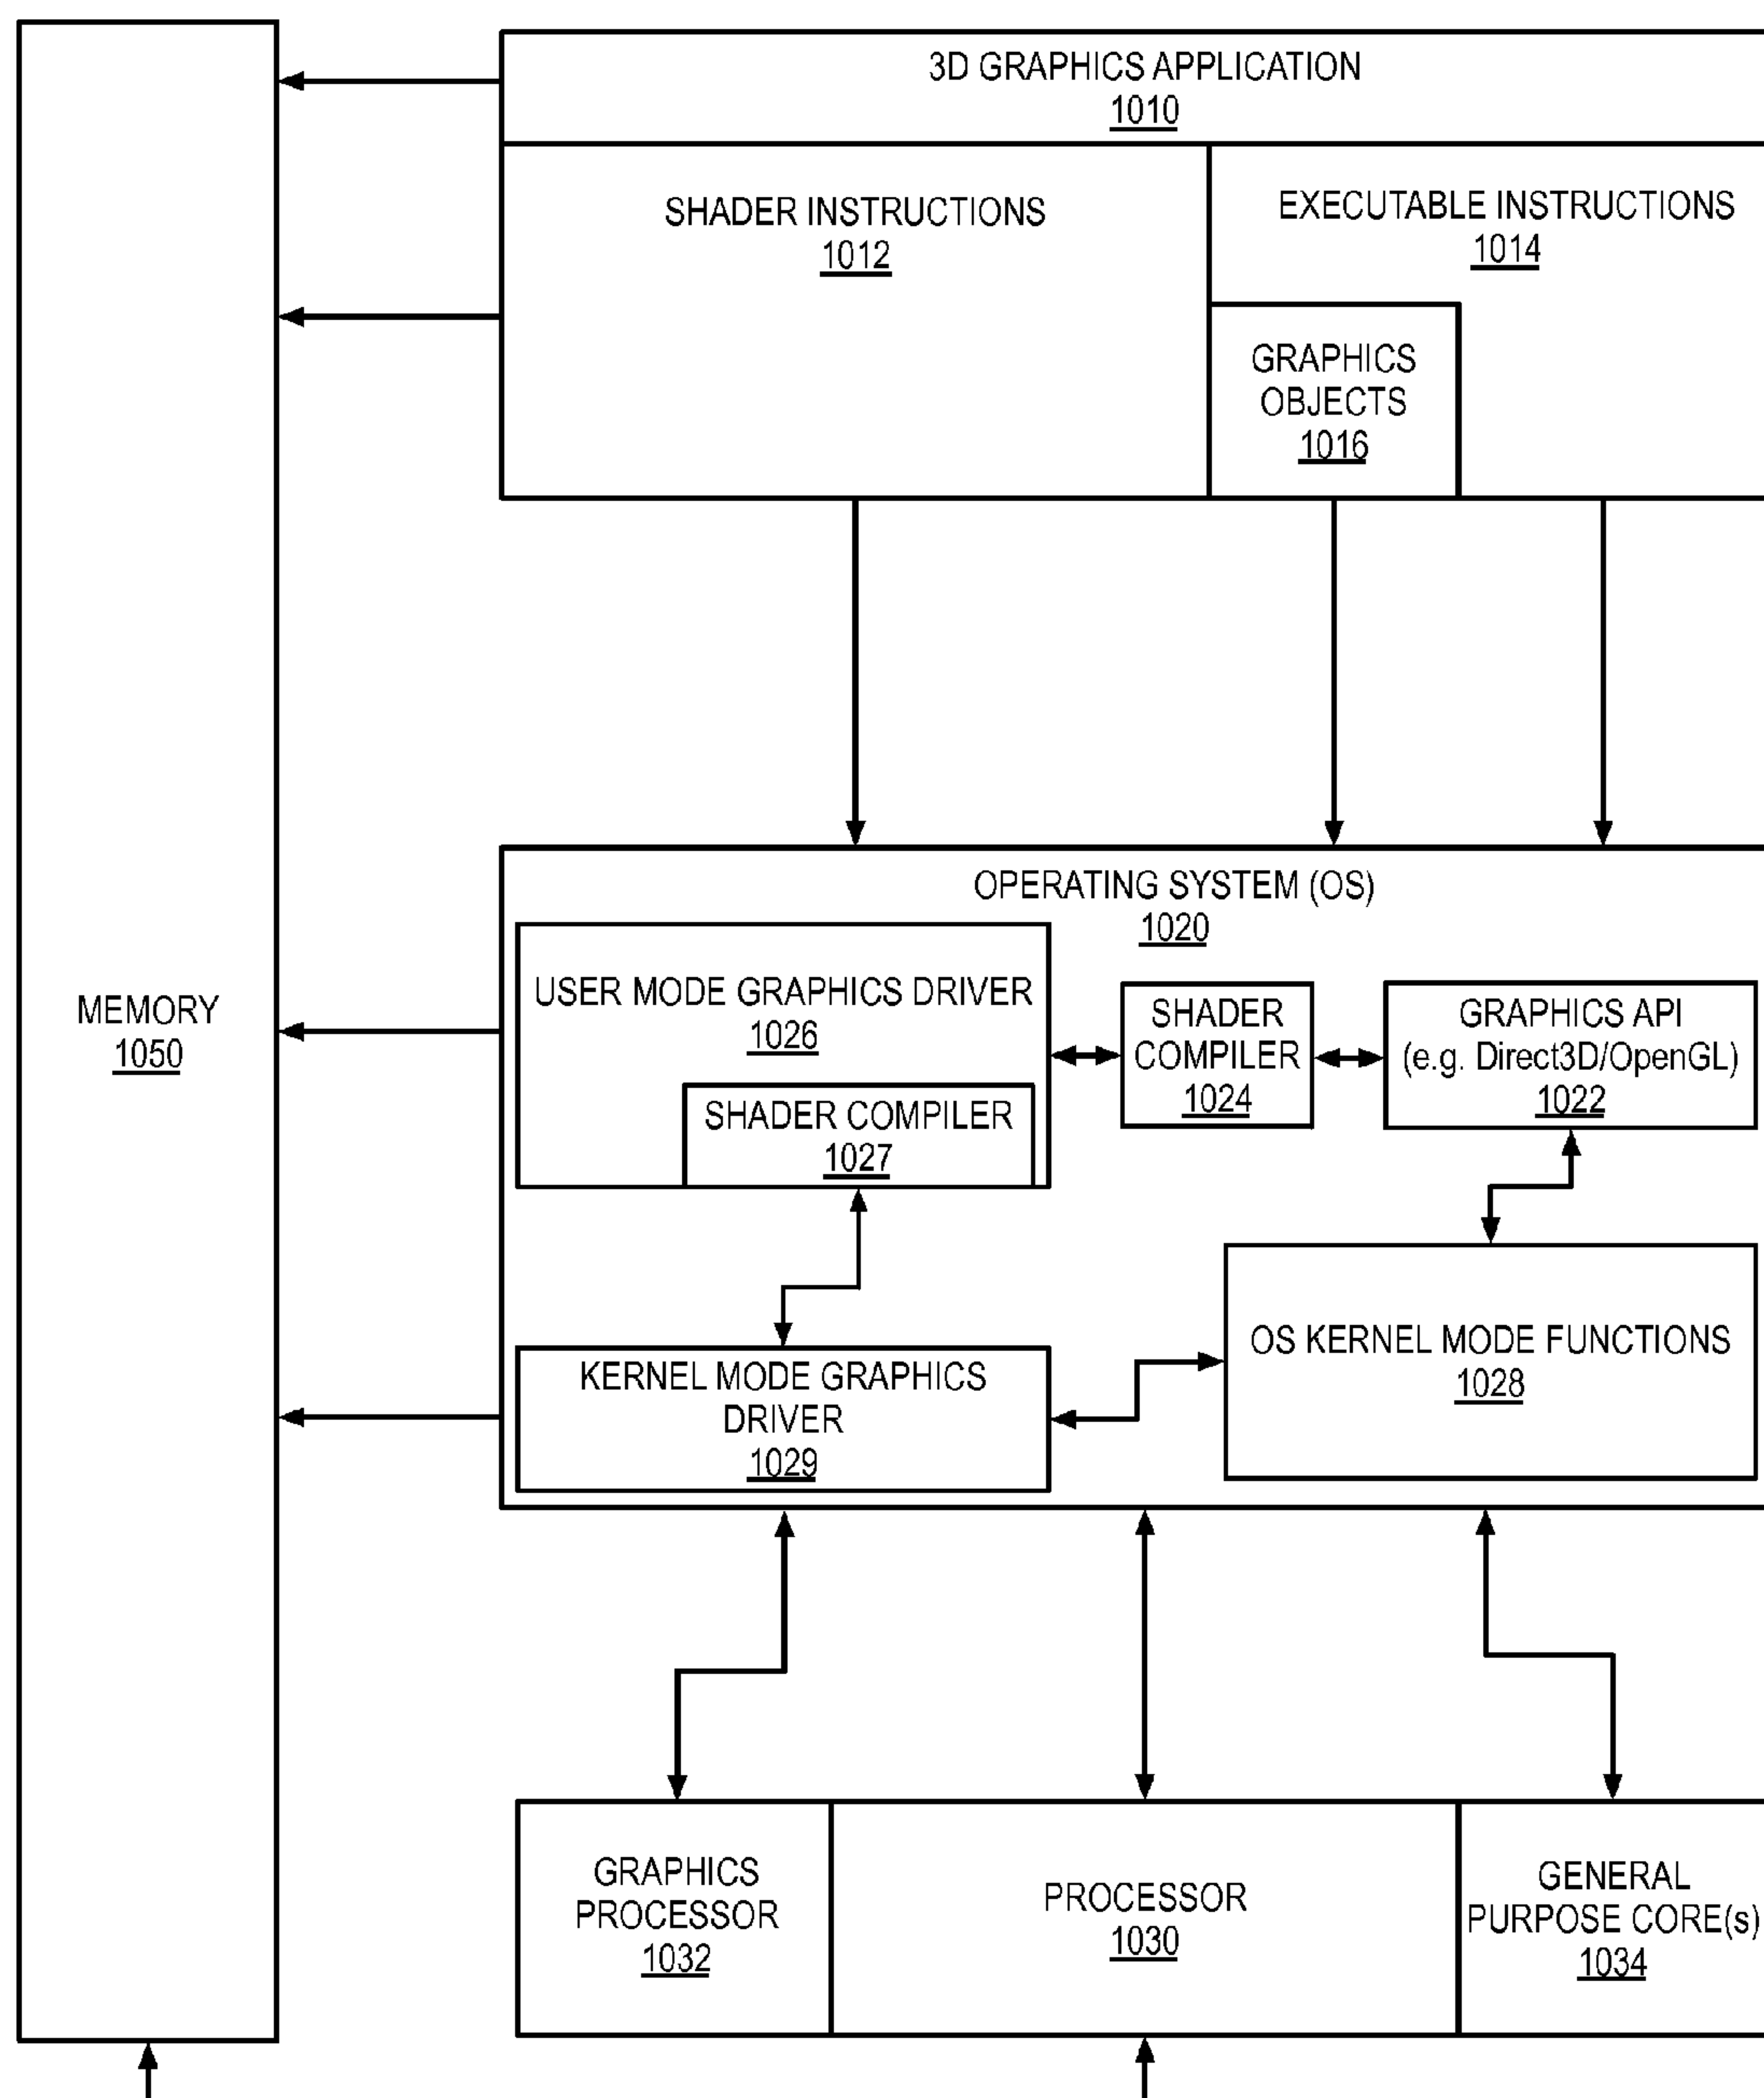 3D GRAPHICS APPLICATION
1010
SHADER INSTRUCTIONS
1012
EXECUTABLE INSTRUCTIONS
1014
GRAPHICS
OBJECTS
1016
MEMORY
1050
OPERATING SYSTEM (OS)
1020
USER MODE GRAPHICS DRIVER
1026
SHADER COMPILER
1027
SHADER
COMPILER
1024
GRAPHICS API
(e.g. Direct3D/OpenGL)
1022
OS KERNEL MODE FUNCTIONS
1028
KERNEL MODE GRAPHICS
DRIVER
1029
GRAPHICS
PROCESSOR
1032
PROCESSOR
1030
GENERAL
PURPOSE CORE(s)
1034